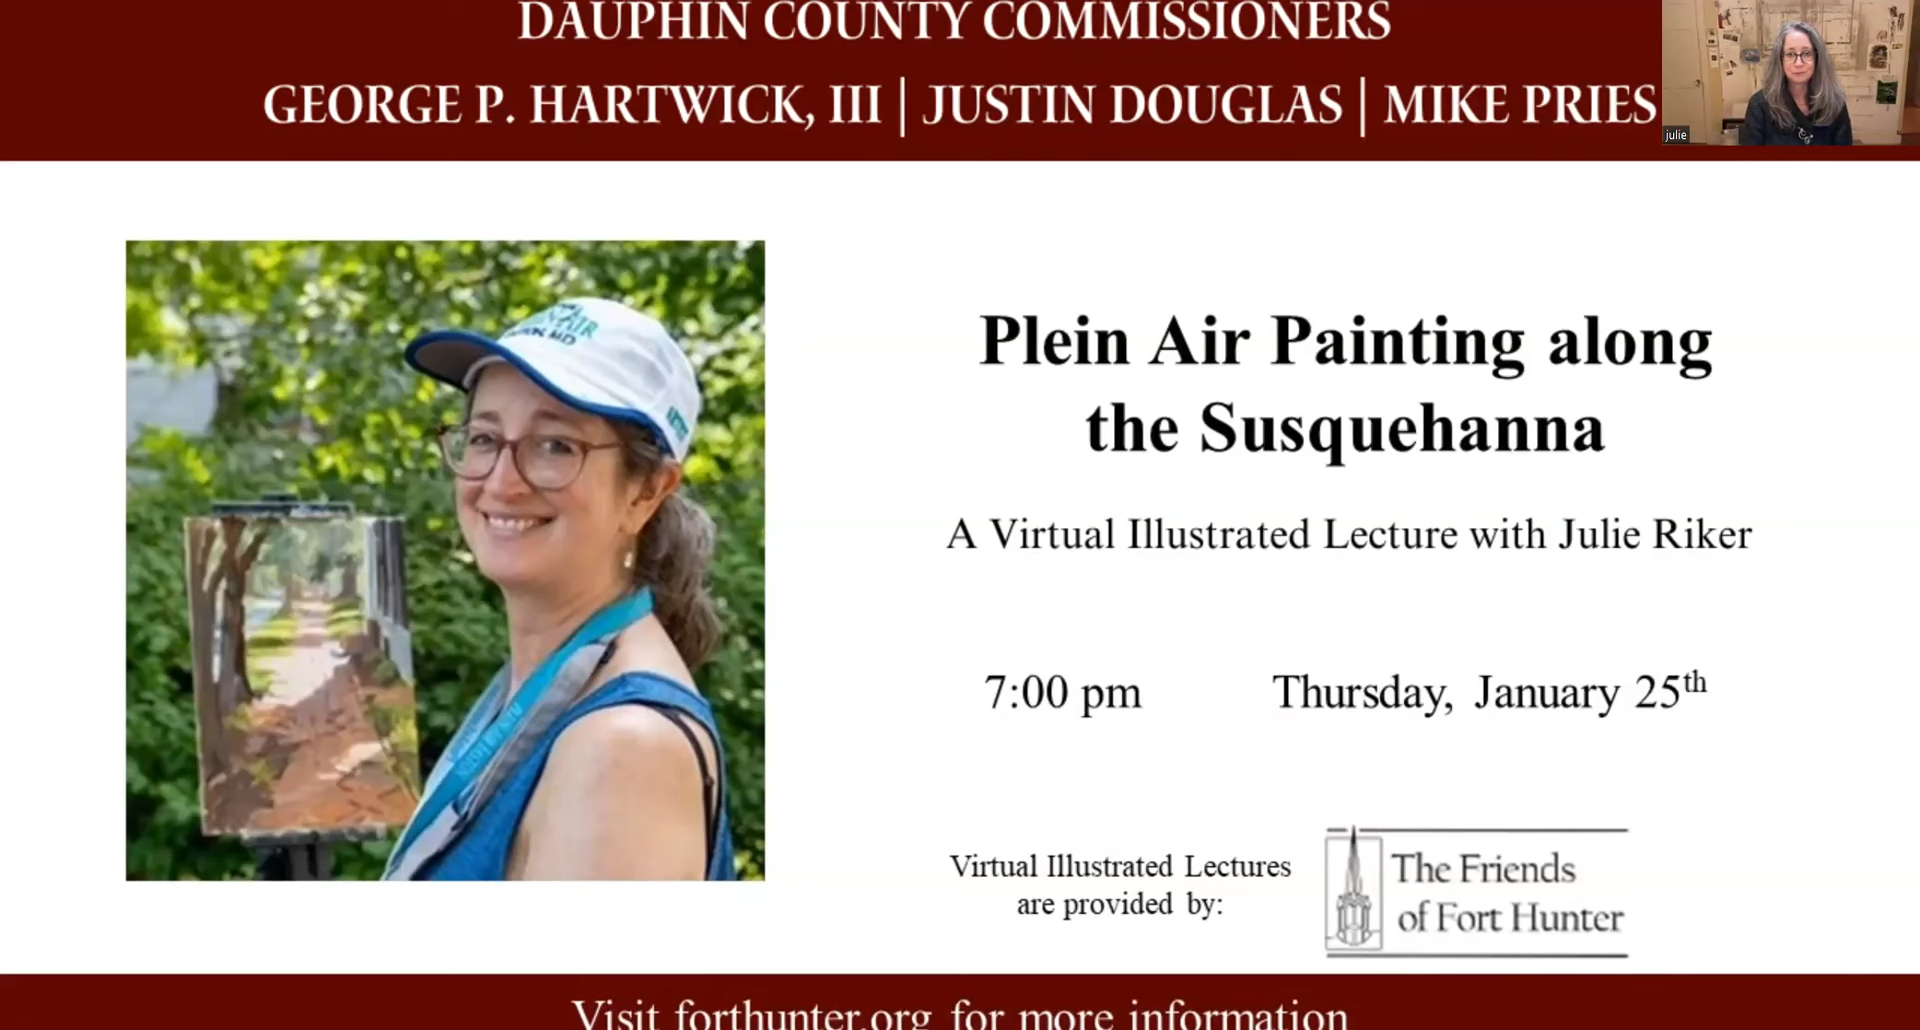 DAUPHIN COUNTY COMMISSIONERS
GEORGE P. HARTWICK, III | JUSTIN DOUGLAS | MIKE PRIES
julie
Plein Air Painting along
the Susquehanna
A Virtual Illustrated Lecture with Julie Riker
7:00 pm Thursday, January 25th
Virtual Illustrated Lectures
are provided by:
The Friends
of Fort Hunter
Visit forthunter.org for more information